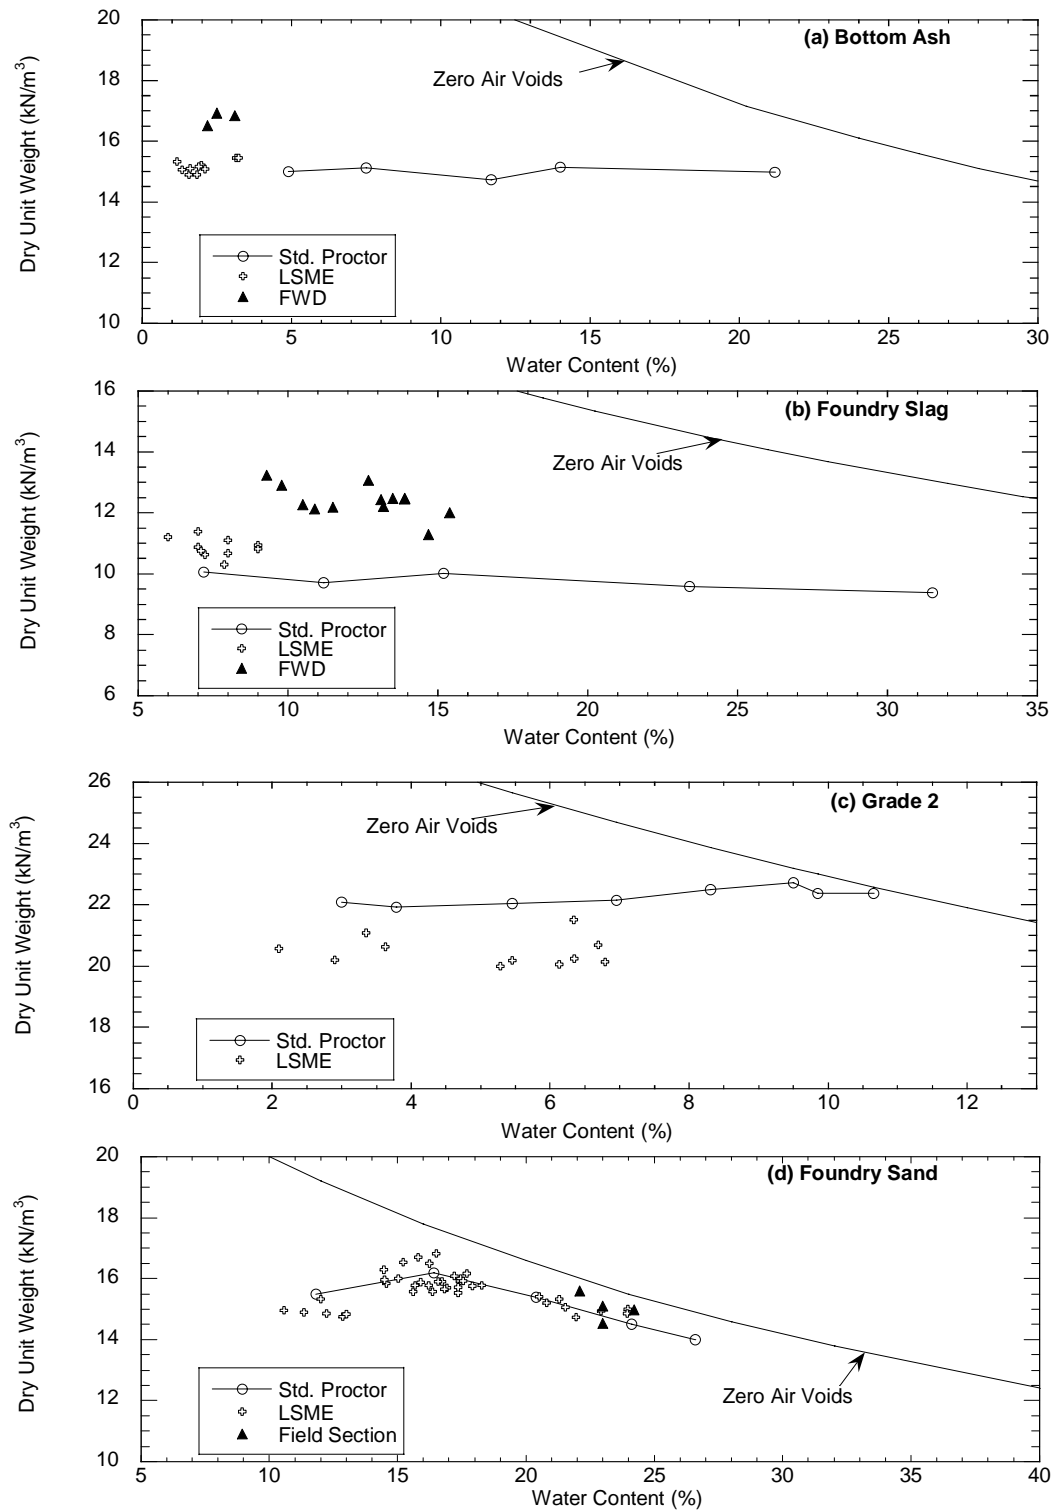 20
18
16
14
12
10
Dry Unit Weight (kN/m³)
(a) Bottom Ash
Zero Air Voids
Std. Proctor
LSME
FWD
0 5 10 15 20 25 30
Water Content (%)
16
14
12
10
8
6
Dry Unit Weight (kN/m³)
(b) Foundry Slag
Zero Air Voids
Std. Proctor
LSME
FWD
5 10 15 20 25 30 35
Water Content (%)
26
24
22
20
18
16
Dry Unit Weight (kN/m³)
(c) Grade 2
Zero Air Voids
Std. Proctor
LSME
0 2 4 6 8 10 12
Water Content (%)
20
18
16
14
12
10
Dry Unit Weight (kN/m³)
(d) Foundry Sand
Zero Air Voids
Std. Proctor
LSME
Field Section
5 10 15 20 25 30 35 40
Water Content (%)